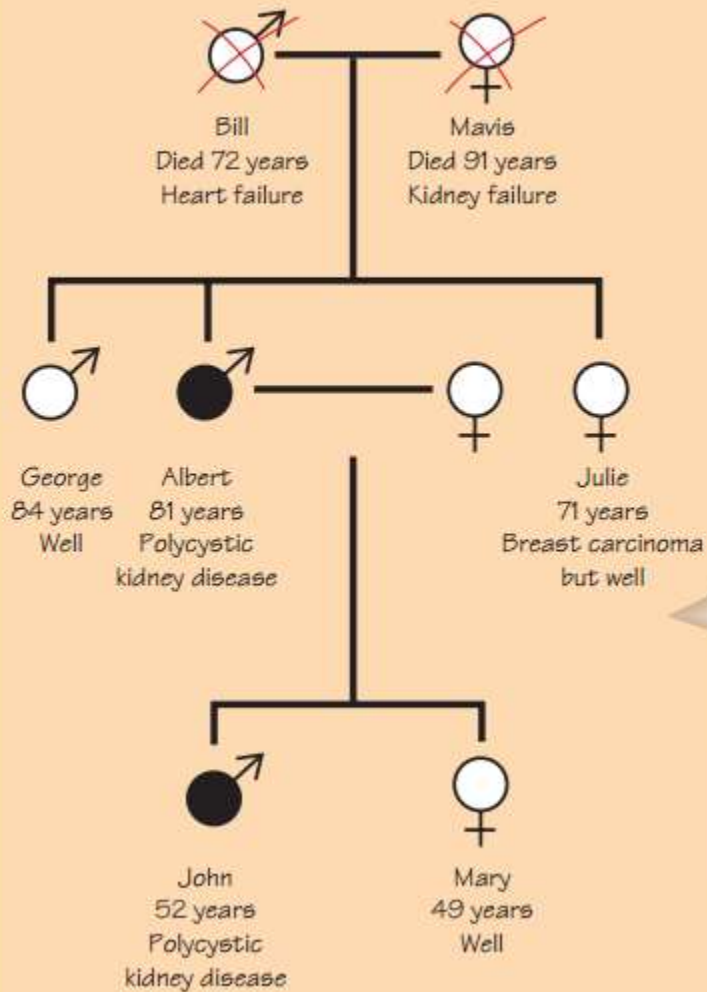 Bill
Died 72 years
Heart failure
Mavis
Died 91 years
Kidney failure
George
84 years
Well
Albert
81 years
Polycystic
kidney disease
Julie
71 years
Breast carcinoma
but well
John
52 years
Polycystic
kidney disease
Mary
49 years
Well